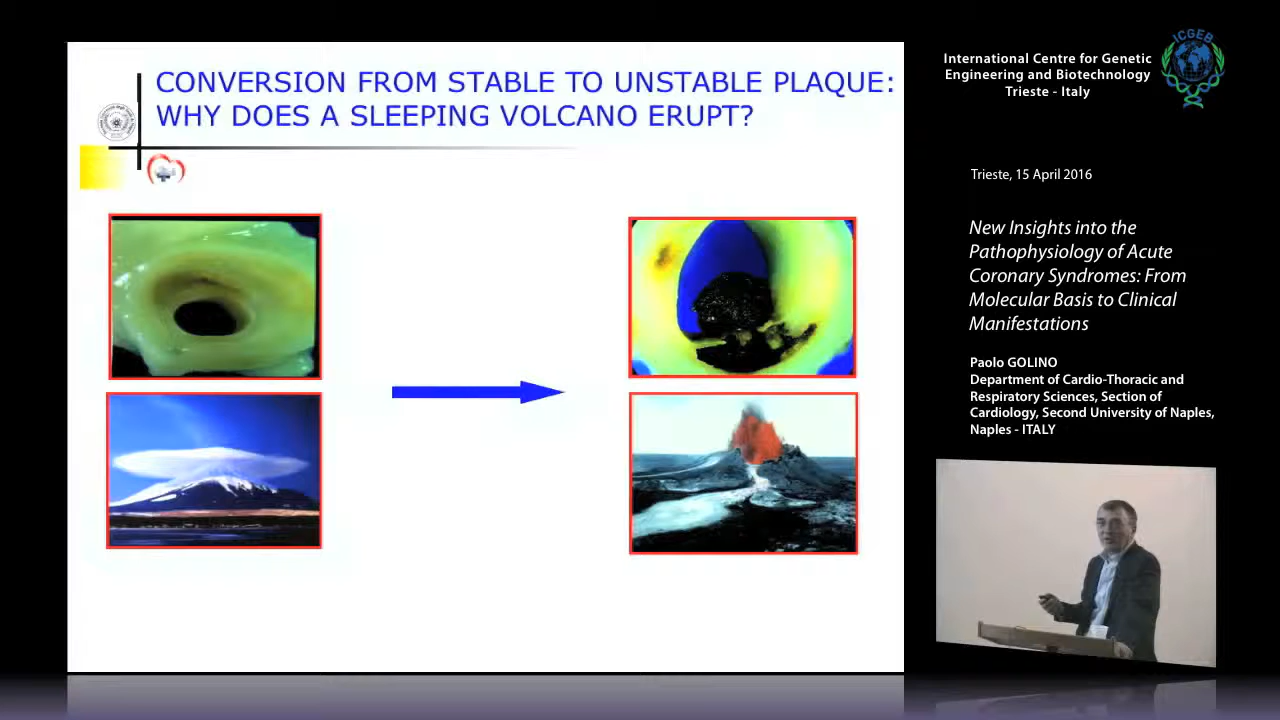 CONVERSION FROM STABLE TO UNSTABLE PLAQUE:
WHY DOES A SLEEPING VOLCANO ERUPT?
International Centre for Genetic
Engineering and Biotechnology
Trieste - Italy
ICGEB
Trieste, 15 April 2016
New Insights into the
Pathophysiology of Acute
Coronary Syndromes: From
Molecular Basis to Clinical
Manifestations
Paolo GOLINO
Department of Cardio-Thoracic and
Respiratory Sciences, Section of
Cardiology, Second University of Naples,
Naples - ITALY